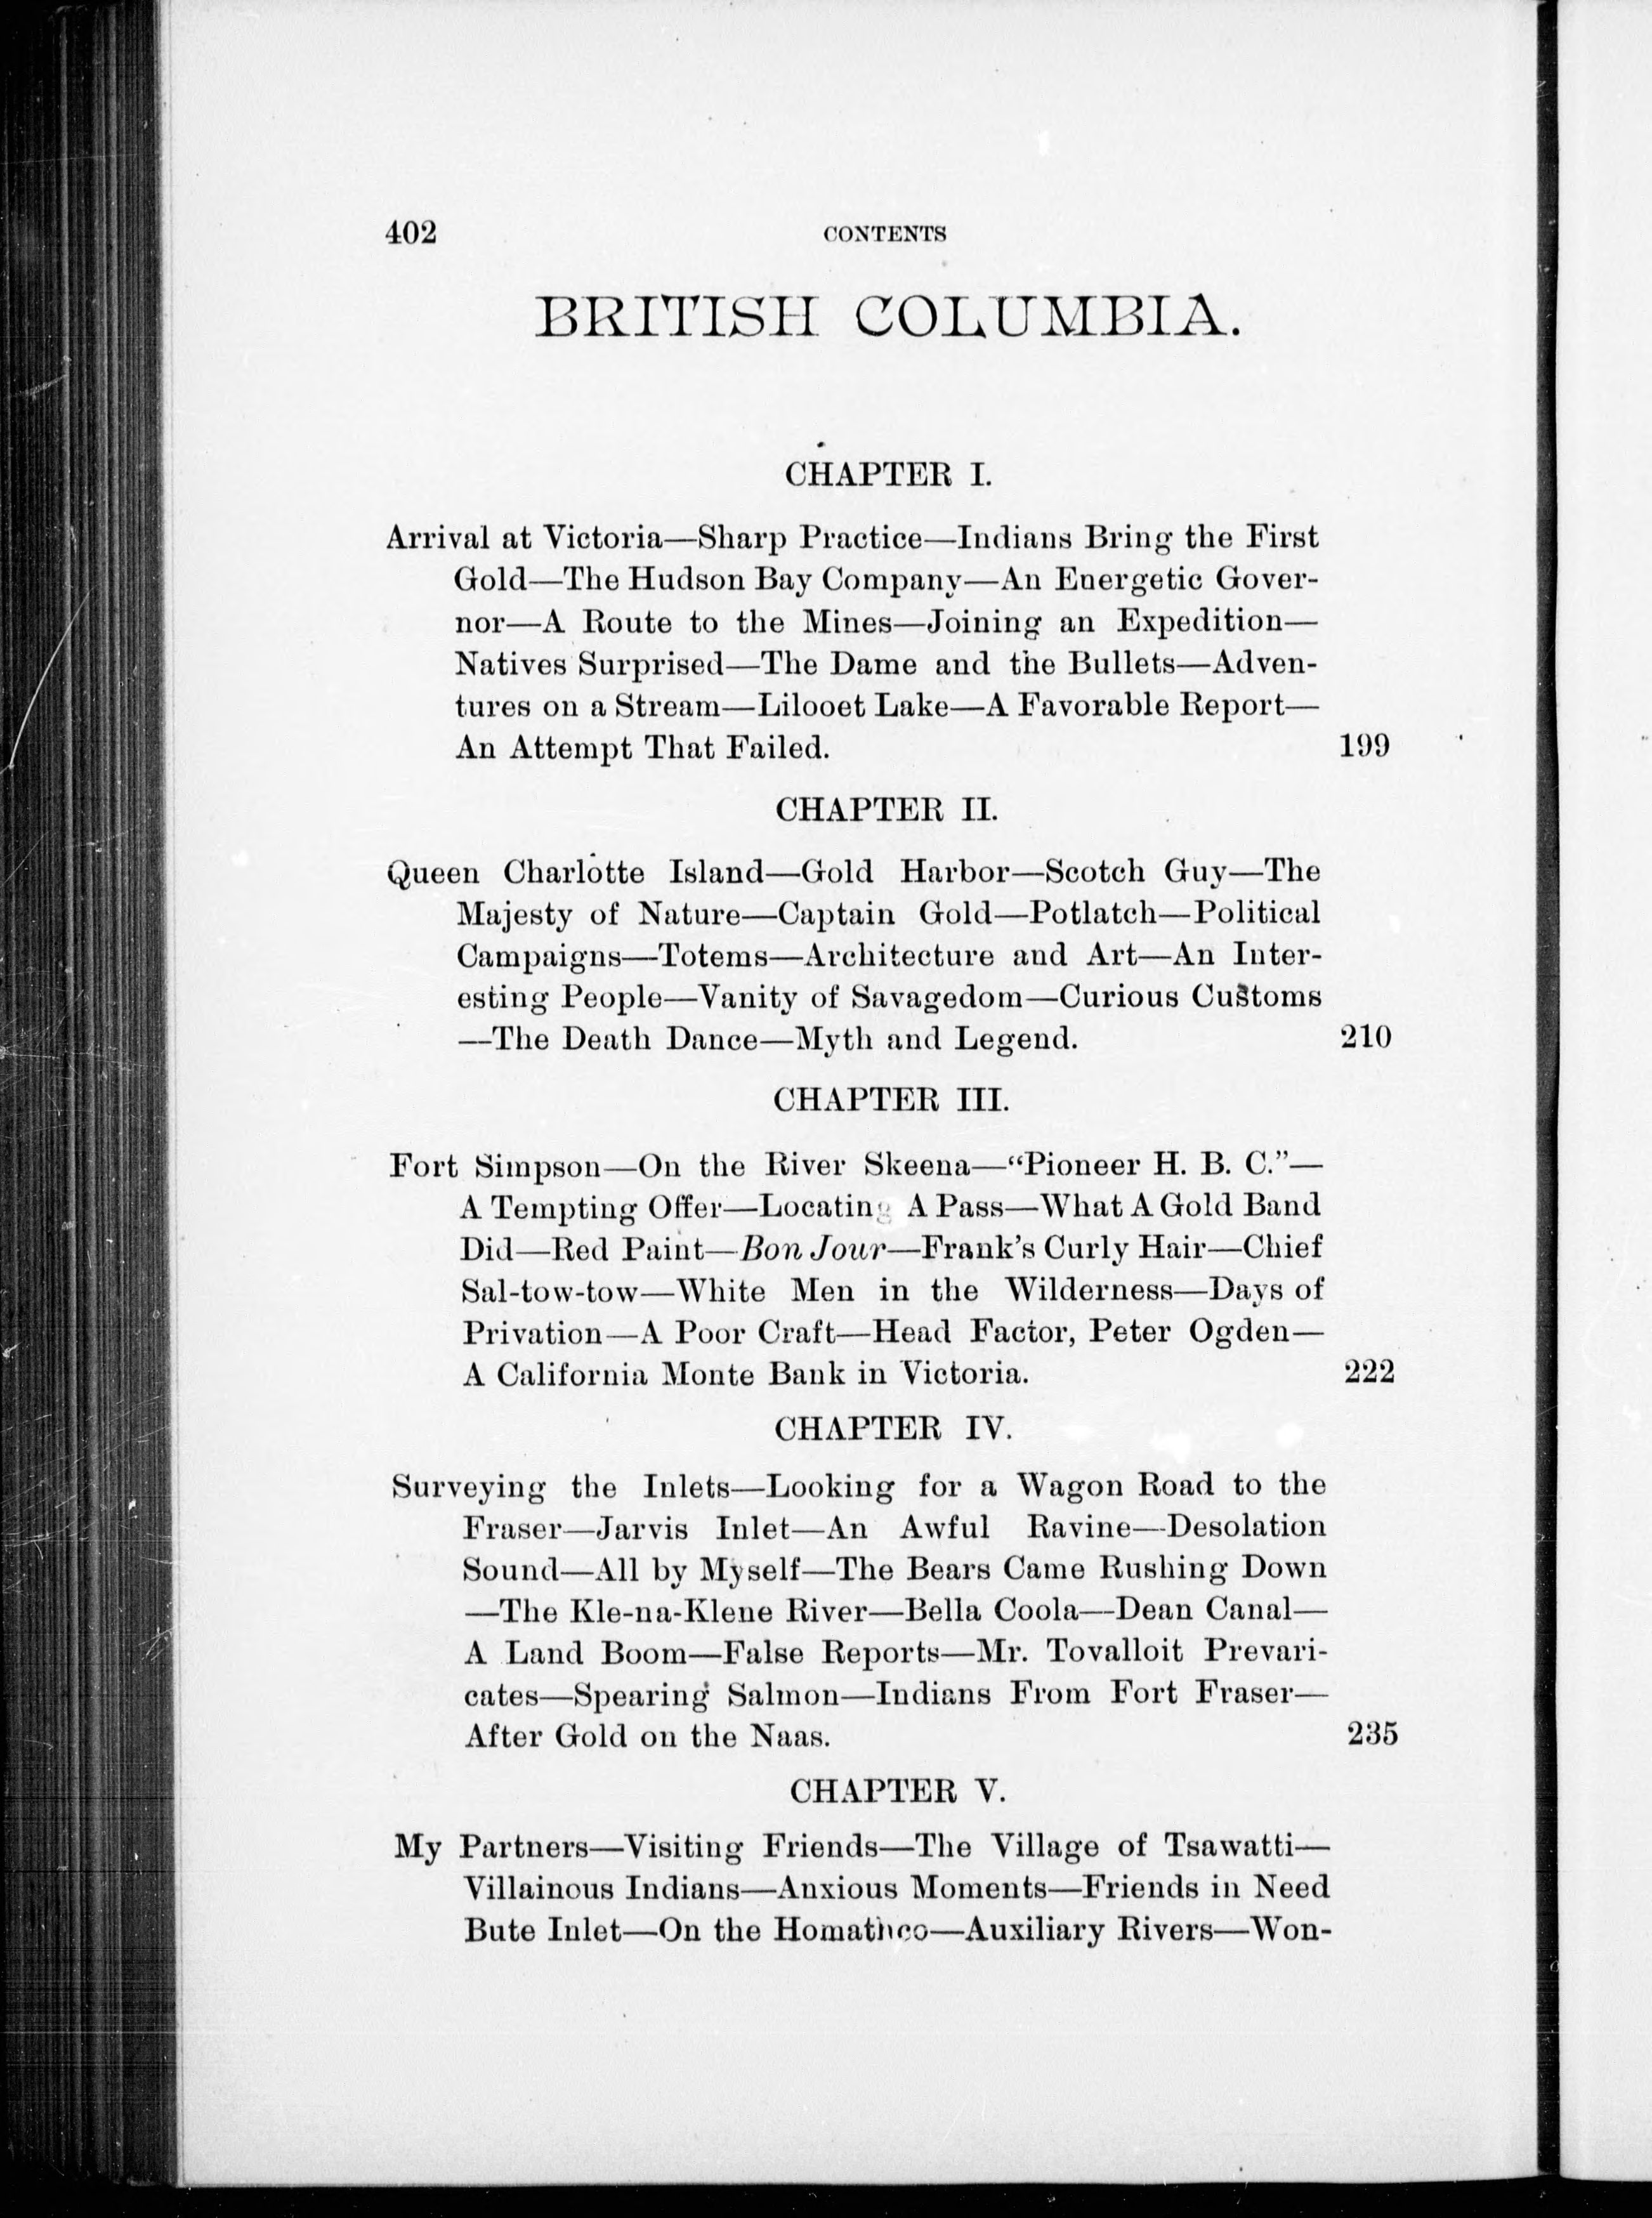 402 CONTENTS
BRITISH COLUMBIA.
CHAPTER I.
Arrival at Victoria—Sharp Practice—Indians Bring the First
Gold—The Hudson Bay Company—An Energetic Gover-
nor—A Route to the Mines—Joining an Expedition—
Natives Surprised—The Dame and the Bullets—Adven-
tures on a Stream—Lilooet Lake—A Favorable Report—
An Attempt That Failed. 199
CHAPTER II.
Queen Charlotte Island—Gold Harbor—Scotch Guy—The
Majesty of Nature—Captain Gold—Potlatch—Political
Campaigns—Totems—Architecture and Art—An Inter-
esting People—Vanity of Savagedom—Curious Customs
—The Death Dance—Myth and Legend. 210
CHAPTER III.
Fort Simpson—On the River Skeena—“Pioneer H. B. C.”—
A Tempting Offer—Locating A Pass—What A Gold Band
Did—Red Paint—Bon Jour—Frank’s Curly Hair—Chief
Sal-tow-tow—White Men in the Wilderness—Days of
Privation—A Poor Craft—Head Factor, Peter Ogden—
A California Monte Bank in Victoria. 222
CHAPTER IV.
Surveying the Inlets—Looking for a Wagon Road to the
Fraser—Jarvis Inlet—An Awful Ravine—Desolation
Sound—All by Myself—The Bears Came Rushing Down
—The Kle-na-Klene River—Bella Coola—Dean Canal—
A Land Boom—False Reports—Mr. Tovalloit Prevari-
cates—Spearing Salmon—Indians From Fort Fraser—
After Gold on the Naas. 235
CHAPTER V.
My Partners—Visiting Friends—The Village of Tsawatti—
Villainous Indians—Anxious Moments—Friends in Need
Bute Inlet—On the Homathco—Auxiliary Rivers—Won-